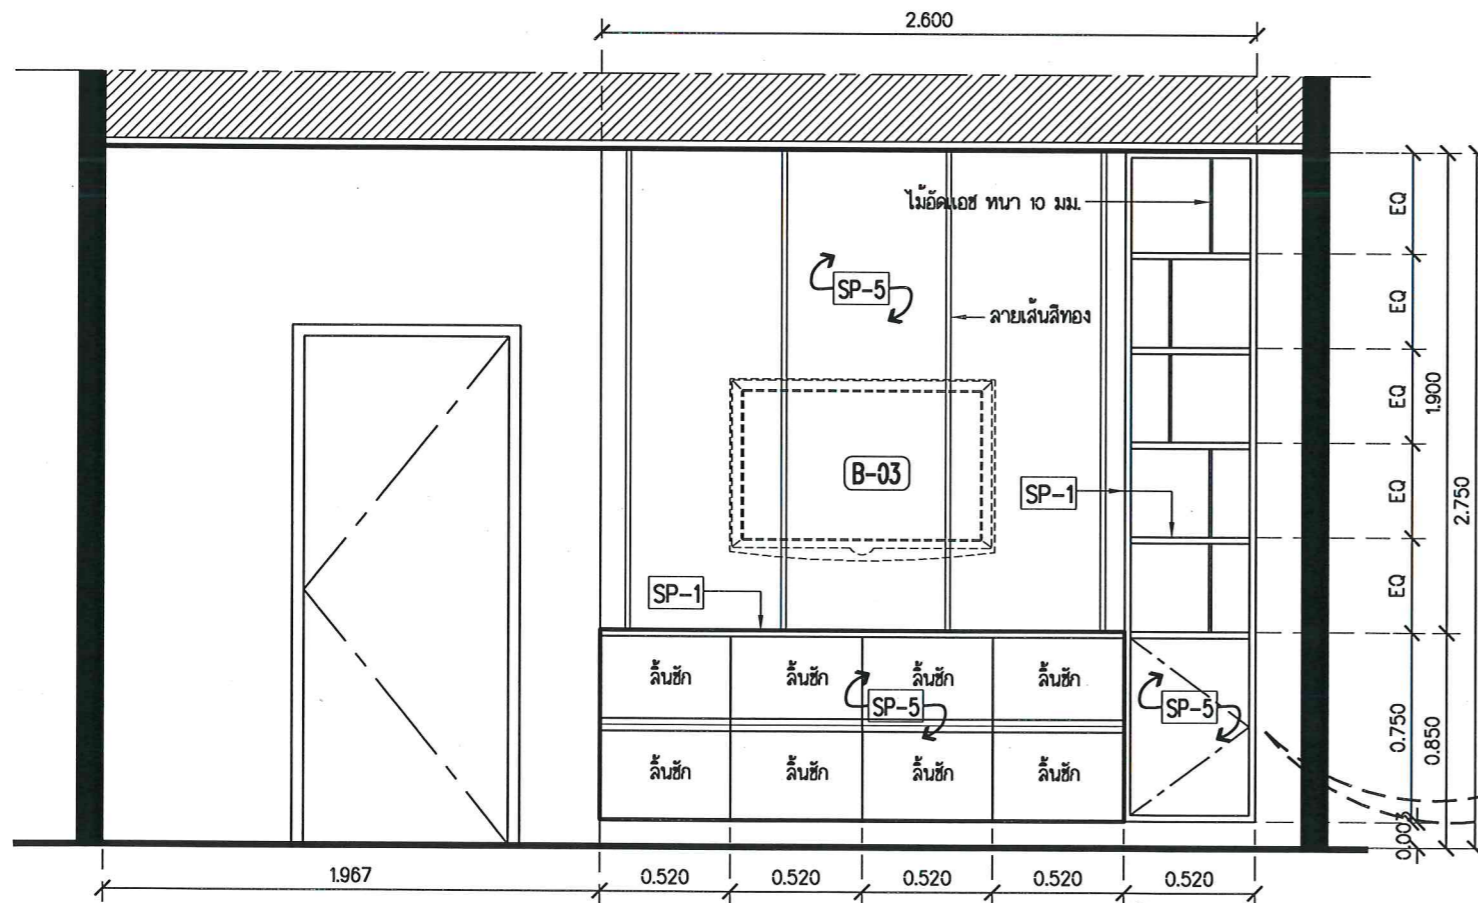 2.600
ไม้อัดแอช หนา 10 มม.
EQ
SP-5
EQ
ลายเส้นสีทอง
EQ
1.900
B-03
SP-1
EQ
2.750
EQ
SP-1
ลิ้นชัก ลิ้นชัก ลิ้นชัก ลิ้นชัก
SP-5 SP-5
0.750
0.850
ลิ้นชัก ลิ้นชัก ลิ้นชัก ลิ้นชัก
0.003
1.967 0.520 0.520 0.520 0.520 0.520